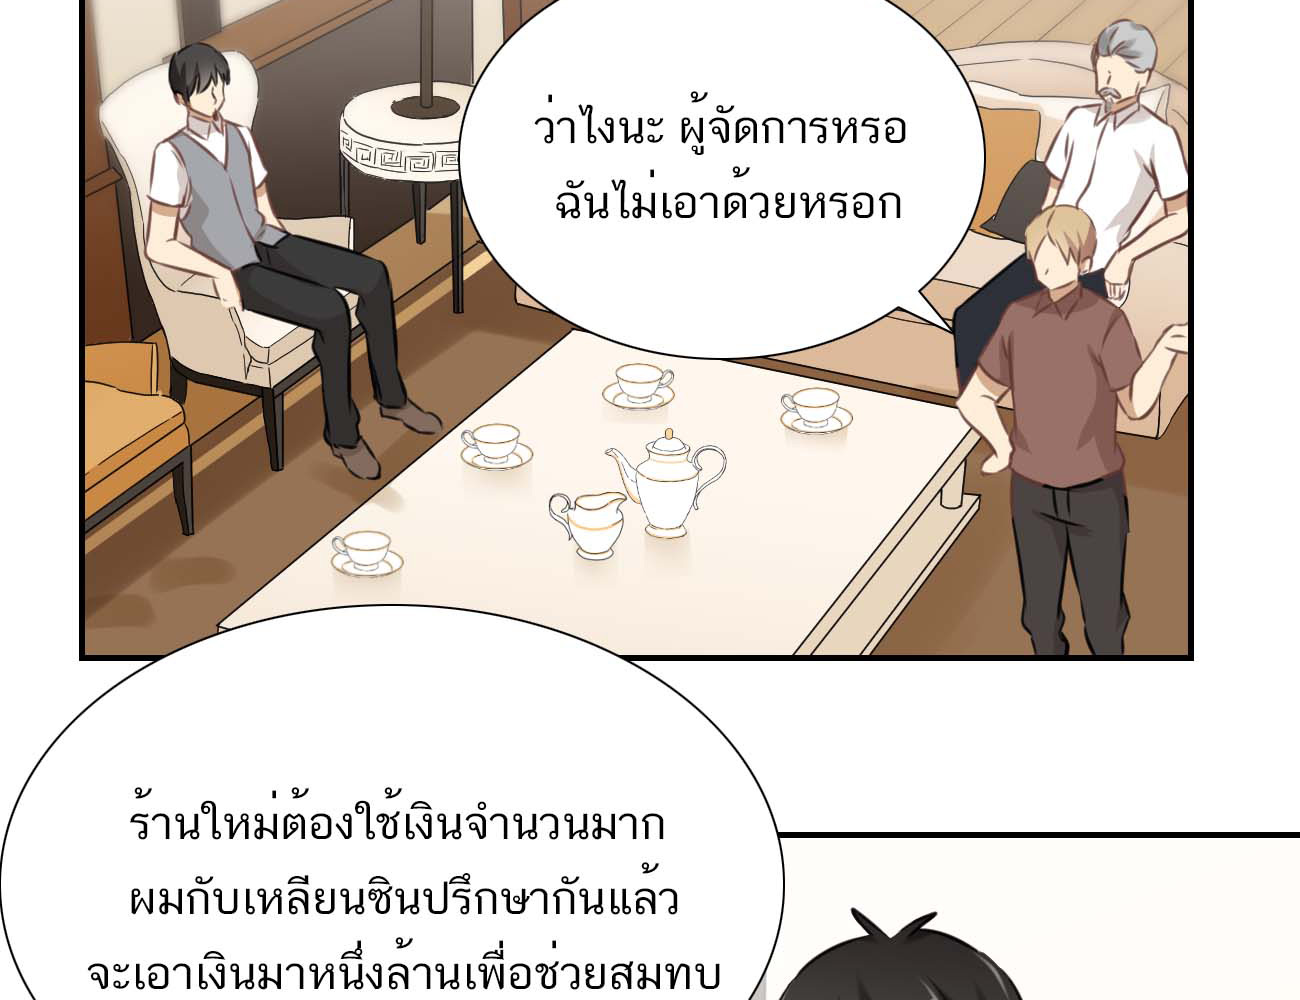 ว่าไงนะ ผู้จัดการหรอ
ฉันไม่เอาด้วยหรอก
ร้านใหม่ต้องใช้เงินจำนวนมาก
ผมกับเหลียนซินปรึกษากันแล้ว
จะเอาเงินมาหนึ่งล้านเพื่อช่วยสมทบ